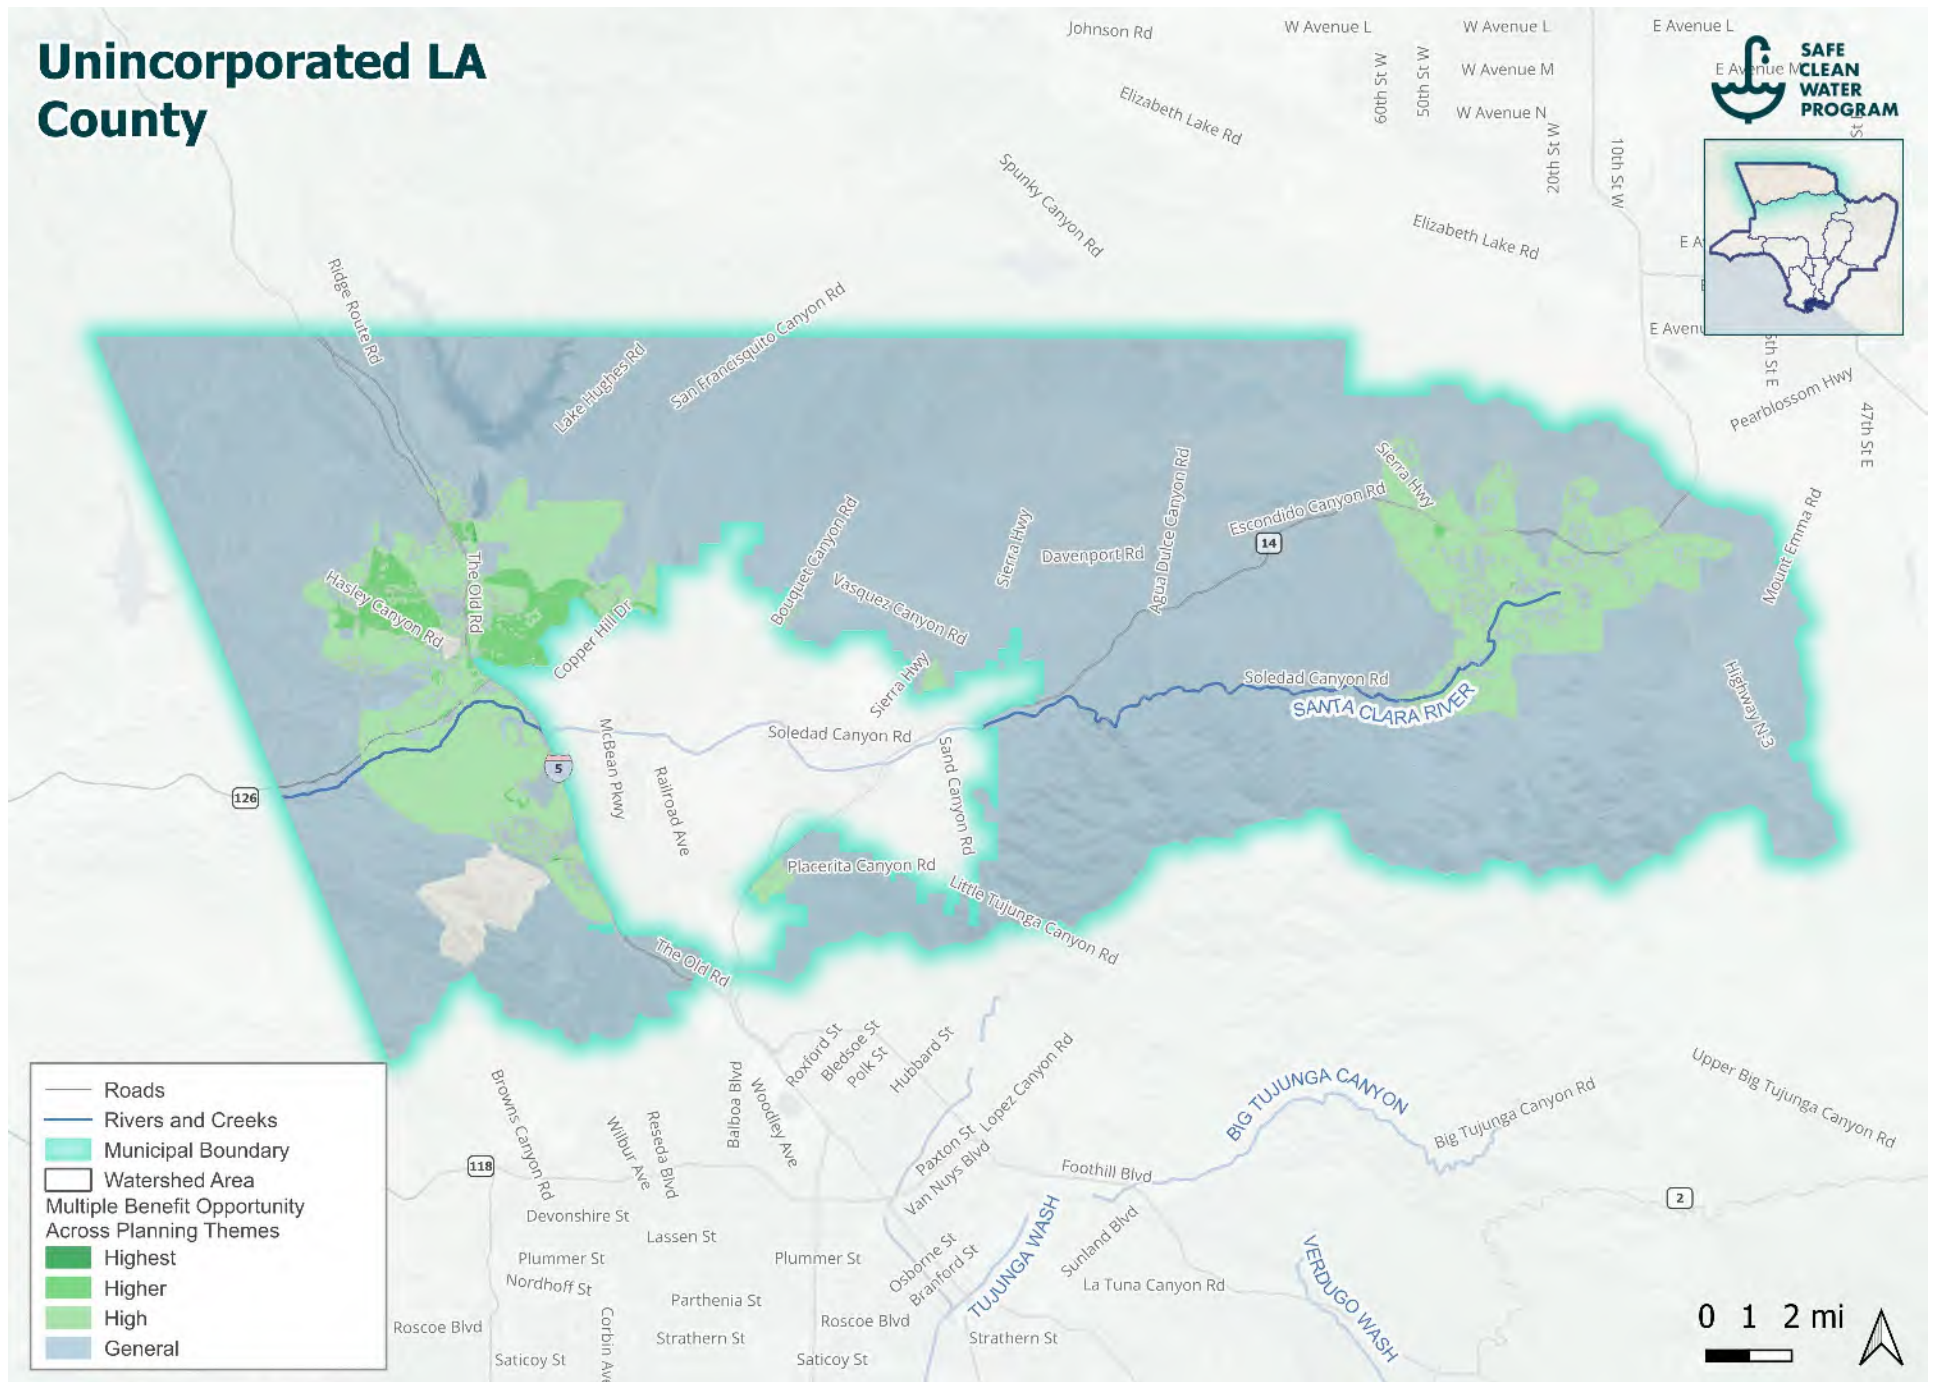 Unincorporated LA
County
Johnson Rd
W Avenue L
W Avenue L
E Avenue L
60th St W
50th St W
W Avenue M
E Avenue M
SAFE
CLEAN
WATER
PROGRAM
Elizabeth Lake Rd
W Avenue N
20th St W
10th St W
Spunky Canyon Rd
Elizabeth Lake Rd
Ridge Route Rd
San Francisquito Canyon Rd
Lake Hughes Rd
Pearblossom Hwy
47th St E
Sierra Hwy
Escondido Canyon Rd
14
Agua Dulce Canyon Rd
Davenport Rd
Sierra Hwy
Bouquet Canyon Rd
Vasquez Canyon Rd
Mount Emma Rd
Hasley Canyon Rd
The Old Rd
Copper Hill Dr
Sierra Hwy
Soledad Canyon Rd
SANTA CLARA RIVER
Highway N-3
Soledad Canyon Rd
McBean Pkwy
Railroad Ave
Sand Canyon Rd
5
126
Placerita Canyon Rd
Little Tujunga Canyon Rd
The Old Rd
Roxford St
Bledsoe St
Polk St
Hubbard St
Lopez Canyon Rd
Balboa Blvd
Woodley Ave
Browns Canyon Rd
Wilbur Ave
Reseda Blvd
Paxton St
Van Nuys Blvd
118
Foothill Blvd
BIG TUJUNGA CANYON
Big Tujunga Canyon Rd
Upper Big Tujunga Canyon Rd
2
Devonshire St
Lassen St
Plummer St
Plummer St
Nordhoff St
Parthenia St
Osborne St
Branford St
TUJUNGA WASH
Sunland Blvd
La Tuna Canyon Rd
VERDUGO WASH
Roscoe Blvd
Corbin Av
Strathern St
Roscoe Blvd
Strathern St
Saticoy St
Saticoy St
Roads
Rivers and Creeks
Municipal Boundary
Watershed Area
Multiple Benefit Opportunity
Across Planning Themes
Highest
Higher
High
General
0 1 2 mi